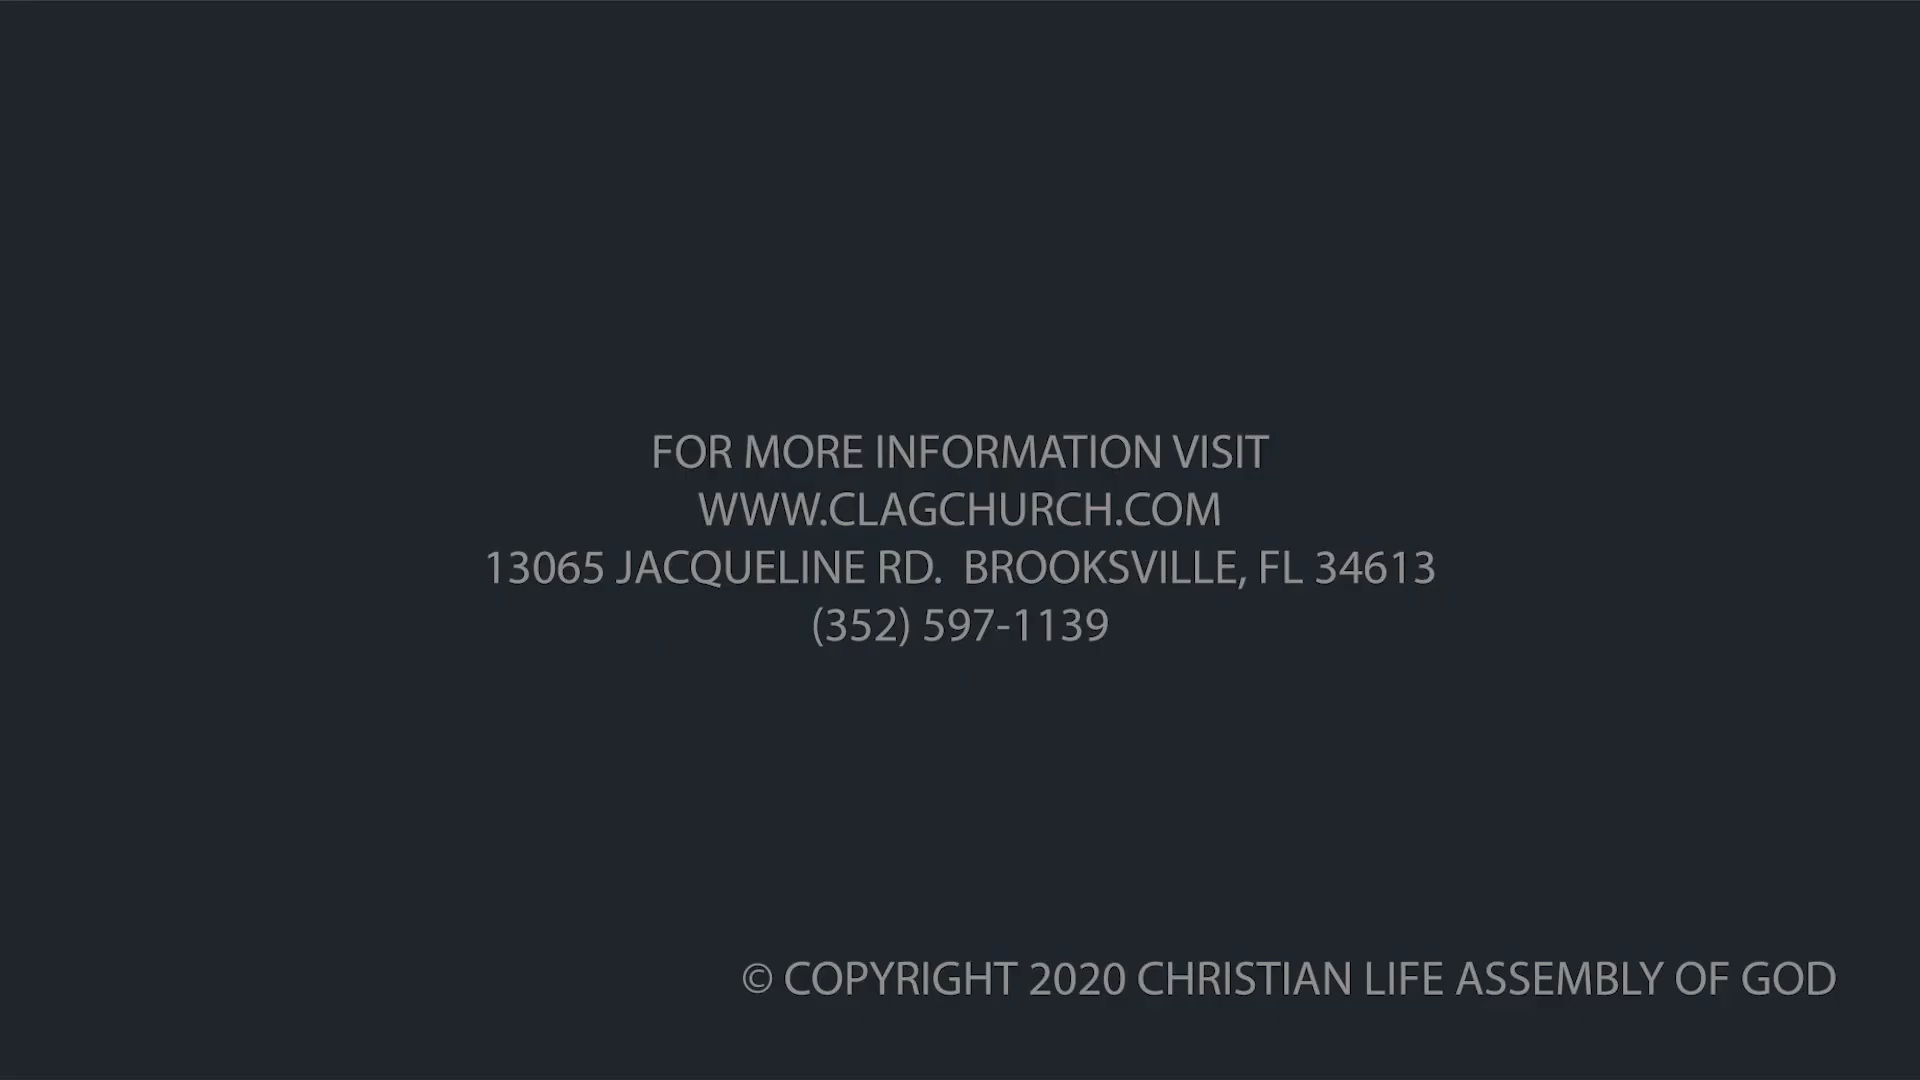 FOR MORE INFORMATION VISIT
WWW.CLAGCHURCH.COM
13065 JACQUELINE RD.  BROOKSVILLE, FL 34613
(352) 597-1139
© COPYRIGHT 2020 CHRISTIAN LIFE ASSEMBLY OF GOD